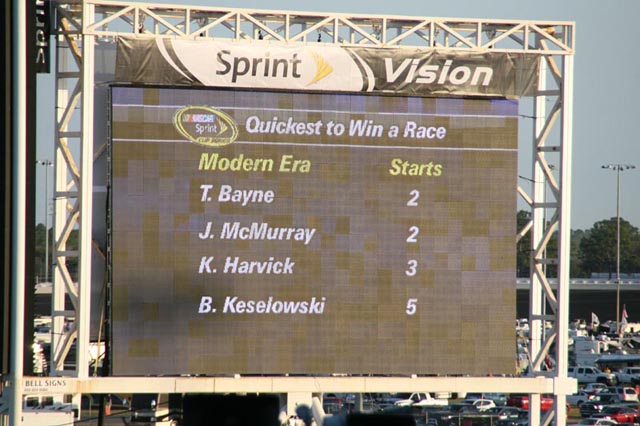 Sprint Vision
NASCAR Sprint CUP SERIES
Quickest to Win a Race
Modern Era Starts
T. Bayne 2
J. McMurray 2
K. Harvick 3
B. Keselowski 5
BELL SIGNS